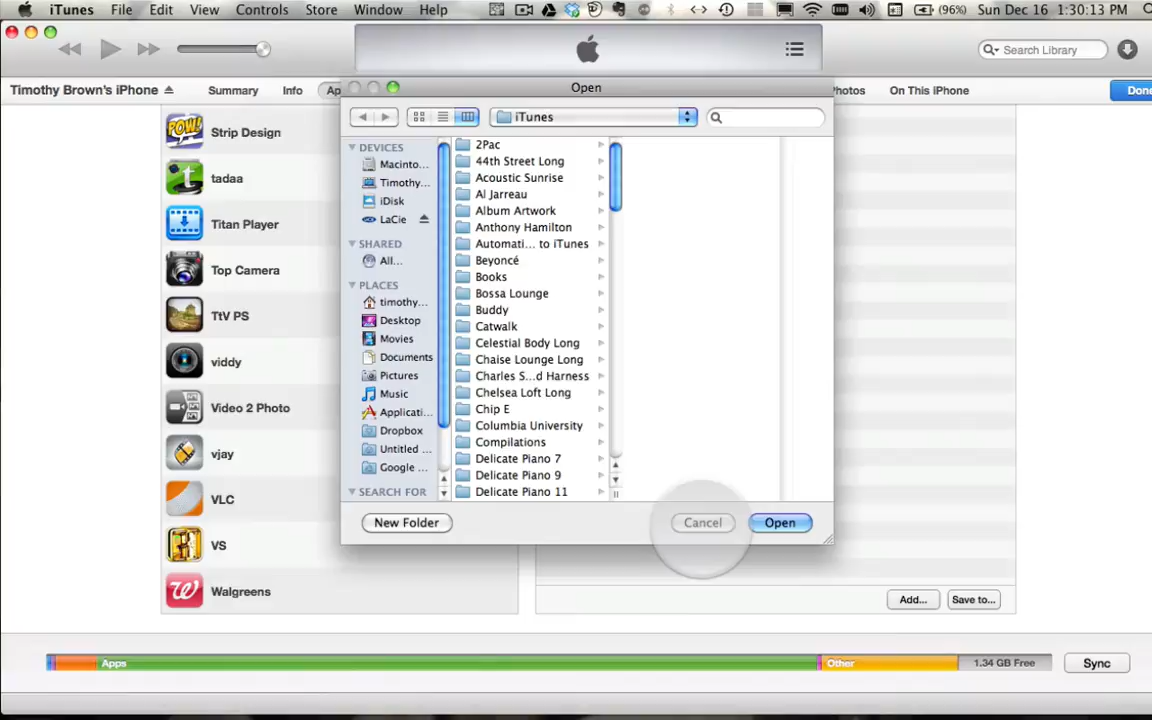 iTunes File Edit View Controls Store Window Help (96%) Sun Dec 16 1:30:13 PM
Search Library
Timothy Brown's iPhone Summary Info Ap Photos On This iPhone Done
Open
iTunes
Strip Design
tadaa
Titan Player
Top Camera
TtV PS
viddy
Video 2 Photo
vjay
VLC
VS
Walgreens
DEVICES
Macinto...
Timothy...
iDisk
LaCie
SHARED
All...
PLACES
timothy...
Desktop
Movies
Documents
Pictures
Music
Applicati...
Dropbox
Untitled ...
Google ...
SEARCH FOR
2Pac
44th Street Long
Acoustic Sunrise
Al Jarreau
Album Artwork
Anthony Hamilton
Automati... to iTunes
Beyoncé
Books
Bossa Lounge
Buddy
Catwalk
Celestial Body Long
Chaise Lounge Long
Charles S...d Harness
Chelsea Loft Long
Chip E
Columbia University
Compilations
Delicate Piano 7
Delicate Piano 9
Delicate Piano 11
New Folder Cancel Open
Add... Save to...
Apps Other 1.34 GB Free Sync